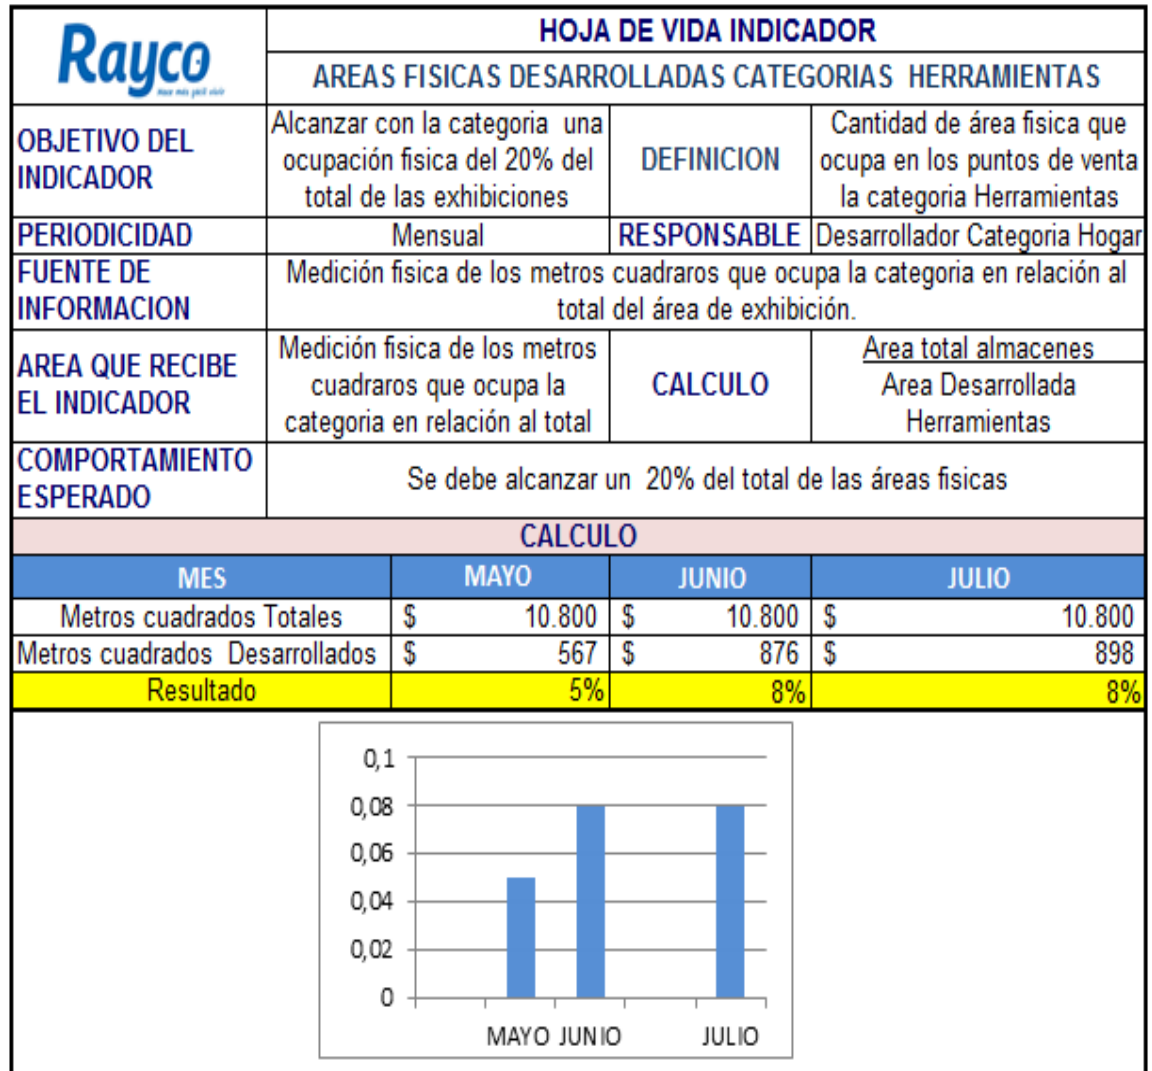 Rayco
HOJA DE VIDA INDICADOR
AREAS FISICAS DESARROLLADAS CATEGORIAS HERRAMIENTAS
OBJETIVO DEL
INDICADOR
Alcanzar con la categoria una
ocupación fisica del 20% del
total de las exhibiciones
DEFINICION
Cantidad de área fisica que
ocupa en los puntos de venta
la categoria Herramientas
PERIODICIDAD
Mensual
RESPONSABLE
Desarrollador Categoria Hogar
FUENTE DE
INFORMACION
Medición fisica de los metros cuadraros que ocupa la categoria en relación al
total del área de exhibición.
AREA QUE RECIBE
EL INDICADOR
Medición fisica de los metros
cuadraros que ocupa la
categoria en relación al total
CALCULO
Area total almacenes
Area Desarrollada
Herramientas
COMPORTAMIENTO
ESPERADO
Se debe alcanzar un 20% del total de las áreas fisicas
CALCULO
MES MAYO JUNIO JULIO
Metros cuadrados Totales $ 10.800 $ 10.800 $ 10.800
Metros cuadrados Desarrollados $ 567 $ 876 $ 898
Resultado 5% 8% 8%
0,1
0,08
0,06
0,04
0,02
0
MAYO JUNIO JULIO